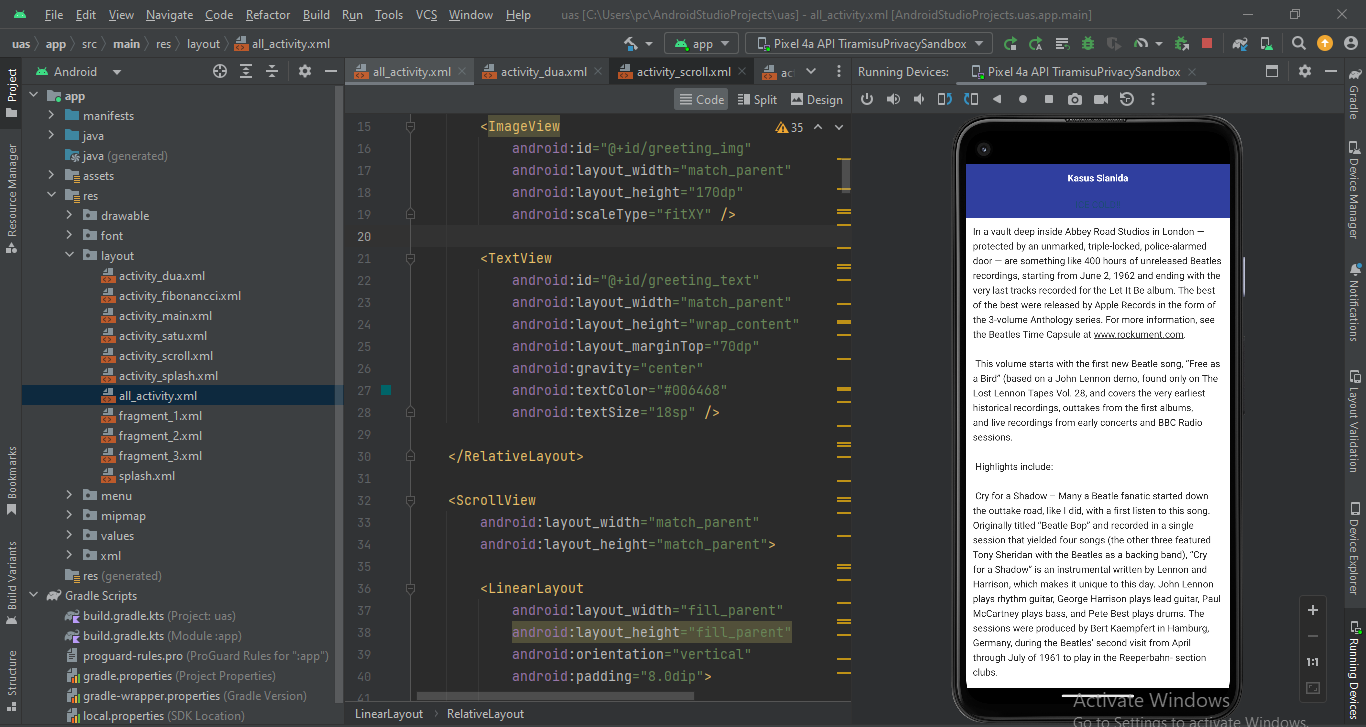 File Edit View Navigate Code Refactor Build Run Tools VCS Window Help uas [C:\Users\pc\AndroidStudioProjects\uas] - all_activity.xml [AndroidStudioProjects.uas.app.main]
uas app src main res layout all_activity.xml
app Pixel 4a API TiramisuPrivacySandbox
Project
Resource Manager
Bookmarks
Build Variants
Structure
Android
app
manifests
java
java (generated)
assets
res
drawable
font
layout
activity_dua.xml
activity_fibonancci.xml
activity_main.xml
activity_satu.xml
activity_scroll.xml
activity_splash.xml
all_activity.xml
fragment_1.xml
fragment_2.xml
fragment_3.xml
splash.xml
menu
mipmap
values
xml
res (generated)
Gradle Scripts
build.gradle.kts (Project: uas)
build.gradle.kts (Module :app)
proguard-rules.pro (ProGuard Rules for ":app")
gradle.properties (Project Properties)
gradle-wrapper.properties (Gradle Version)
local.properties (SDK Location)
all_activity.xml activity_dua.xml activity_scroll.xml ac
Code Split Design
35
15 <ImageView
16 android:id="@+id/greeting_img"
17 android:layout_width="match_parent"
18 android:layout_height="170dp"
19 android:scaleType="fitXY" />
20
21 <TextView
22 android:id="@+id/greeting_text"
23 android:layout_width="match_parent"
24 android:layout_height="wrap_content"
25 android:layout_marginTop="70dp"
26 android:gravity="center"
27 android:textColor="#006468"
28 android:textSize="18sp" />
29
30 </RelativeLayout>
31
32 <ScrollView
33 android:layout_width="match_parent"
34 android:layout_height="match_parent">
35
36 <LinearLayout
37 android:layout_width="fill_parent"
38 android:layout_height="fill_parent"
39 android:orientation="vertical"
40 android:padding="8.0dip">
41
LinearLayout RelativeLayout
Running Devices: Pixel 4a API TiramisuPrivacySandbox
Kasus Sianida
In a vault deep inside Abbey Road Studios in London —
protected by an unmarked, triple-locked, police-alarmed
door — are something like 400 hours of unreleased Beatles
recordings, starting from June 2, 1962 and ending with the
very last tracks recorded for the Let It Be album. The best
of the best were released by Apple Records in the form of
the 3-volume Anthology series. For more information, see
the Beatles Time Capsule at www.rockument.com.
This volume starts with the first new Beatle song, “Free as
a Bird” (based on a John Lennon demo, found only on The
Lost Lennon Tapes Vol. 28, and covers the very earliest
historical recordings, outtakes from the first albums,
and live recordings from early concerts and BBC Radio
sessions.
Highlights include:
Cry for a Shadow – Many a Beatle fanatic started down
the outtake road, like I did, with a first listen to this song.
Originally titled “Beatle Bop” and recorded in a single
session that yielded four songs (the other three featured
Tony Sheridan with the Beatles as a backing band), “Cry
for a Shadow” is an instrumental written by Lennon and
Harrison, which makes it unique to this day. John Lennon
plays rhythm guitar, George Harrison plays lead guitar, Paul
McCartney plays bass, and Pete Best plays drums. The
sessions were produced by Bert Kaempfert in Hamburg,
Germany, during the Beatles’ second visit from April
through July of 1961 to play in the Reeperbahn- section
clubs.
1:1
Activate Windows
Go to Settings to activate Windows.
Gradle
Device Manager
Notifications
Layout Validation
Device Explorer
Running Devices